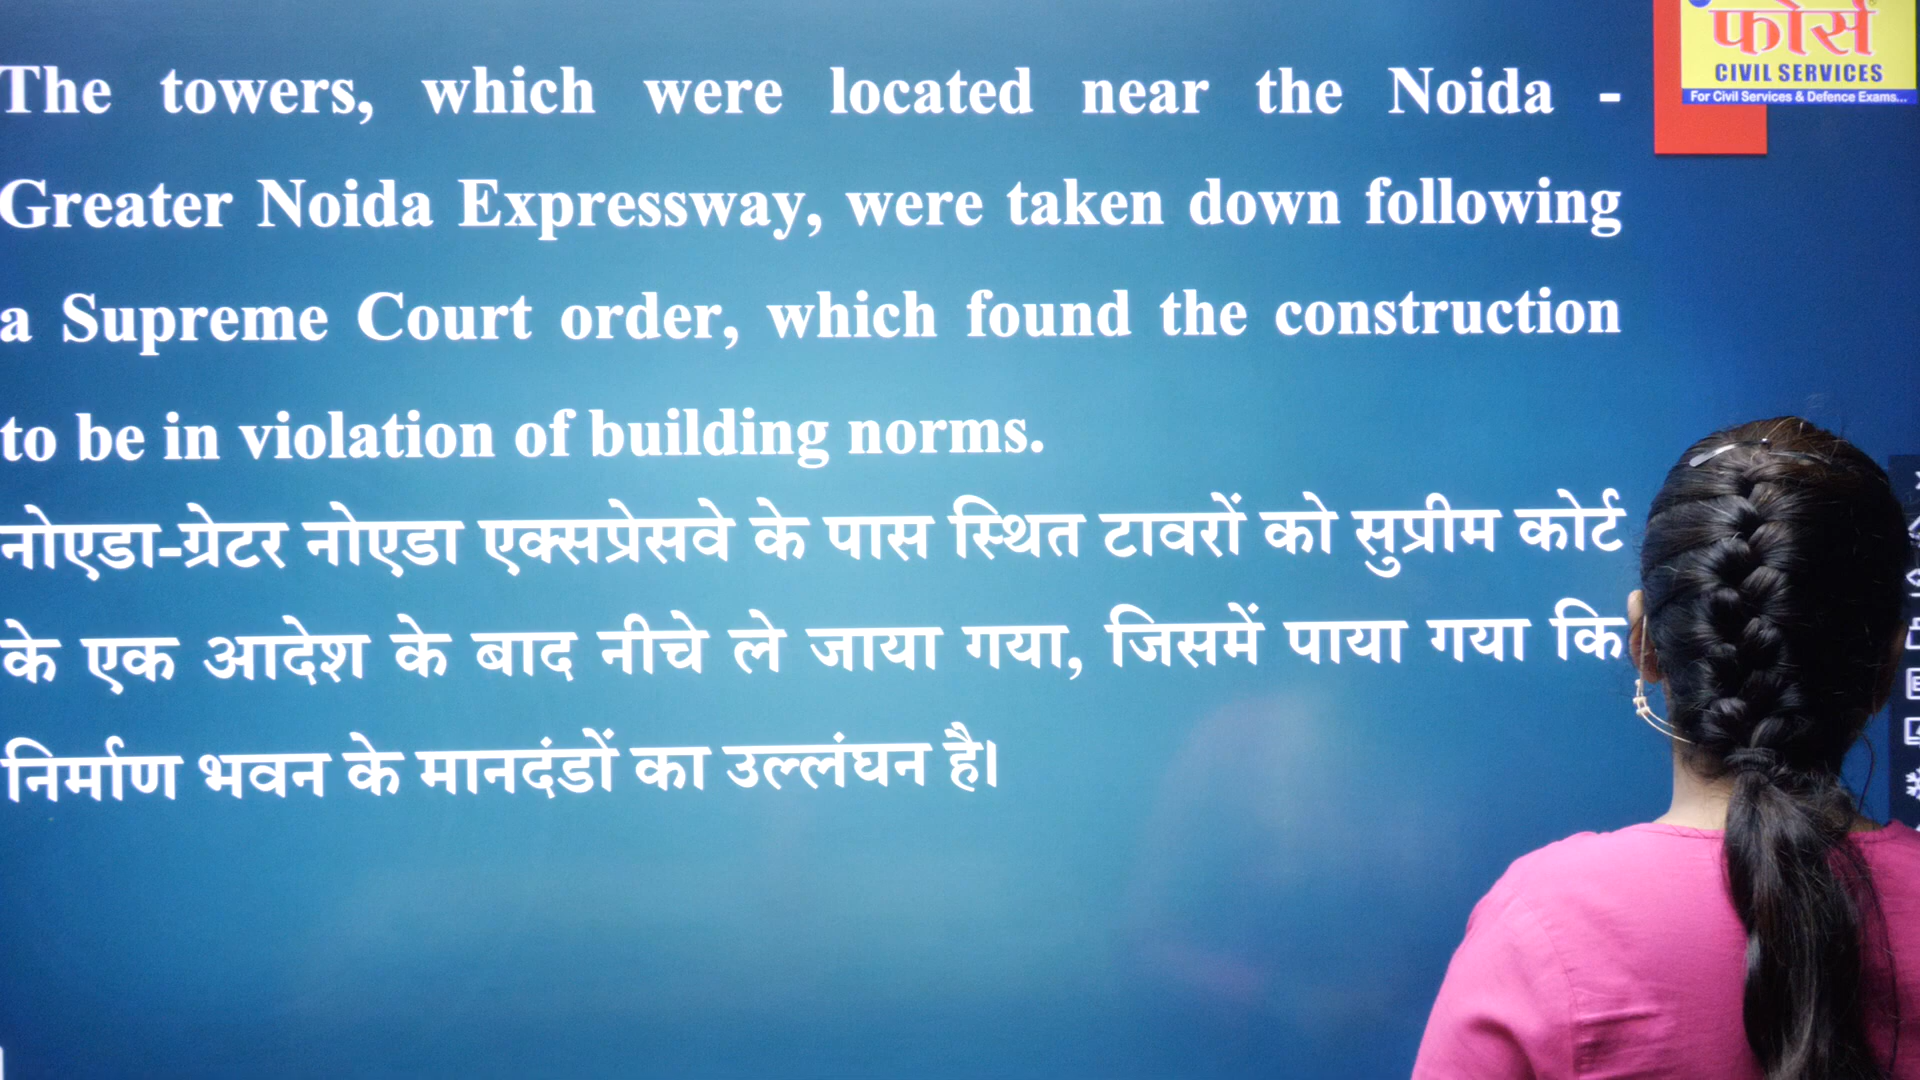 फोर्स
CIVIL SERVICES
For Civil Services & Defence Exams...
The towers, which were located near the Noida -
Greater Noida Expressway, were taken down following
a Supreme Court order, which found the construction
to be in violation of building norms.
नोएडा-ग्रेटर नोएडा एक्सप्रेसवे के पास स्थित टावरों को सुप्रीम कोर्ट
के एक आदेश के बाद नीचे ले जाया गया, जिसमें पाया गया कि
निर्माण भवन के मानदंडों का उल्लंघन है।